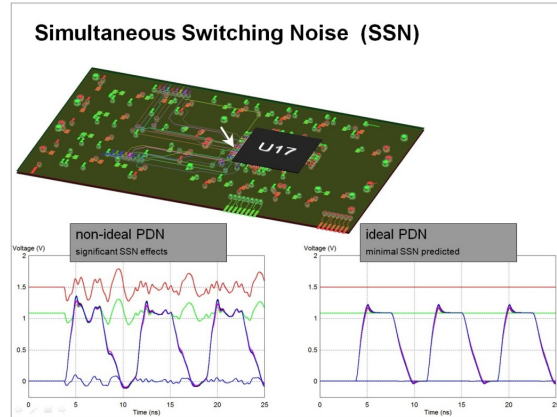 Simultaneous Switching Noise (SSN)
U17
non-ideal PDN
significant SSN effects
ideal PDN
minimal SSN predicted
Voltage (V)
2
1.5
1
0.5
0
0
5
10
15
20
25
Time (ns)
Voltage (V)
2
1.5
1
0.5
0
0
5
10
15
20
25
Time (ns)